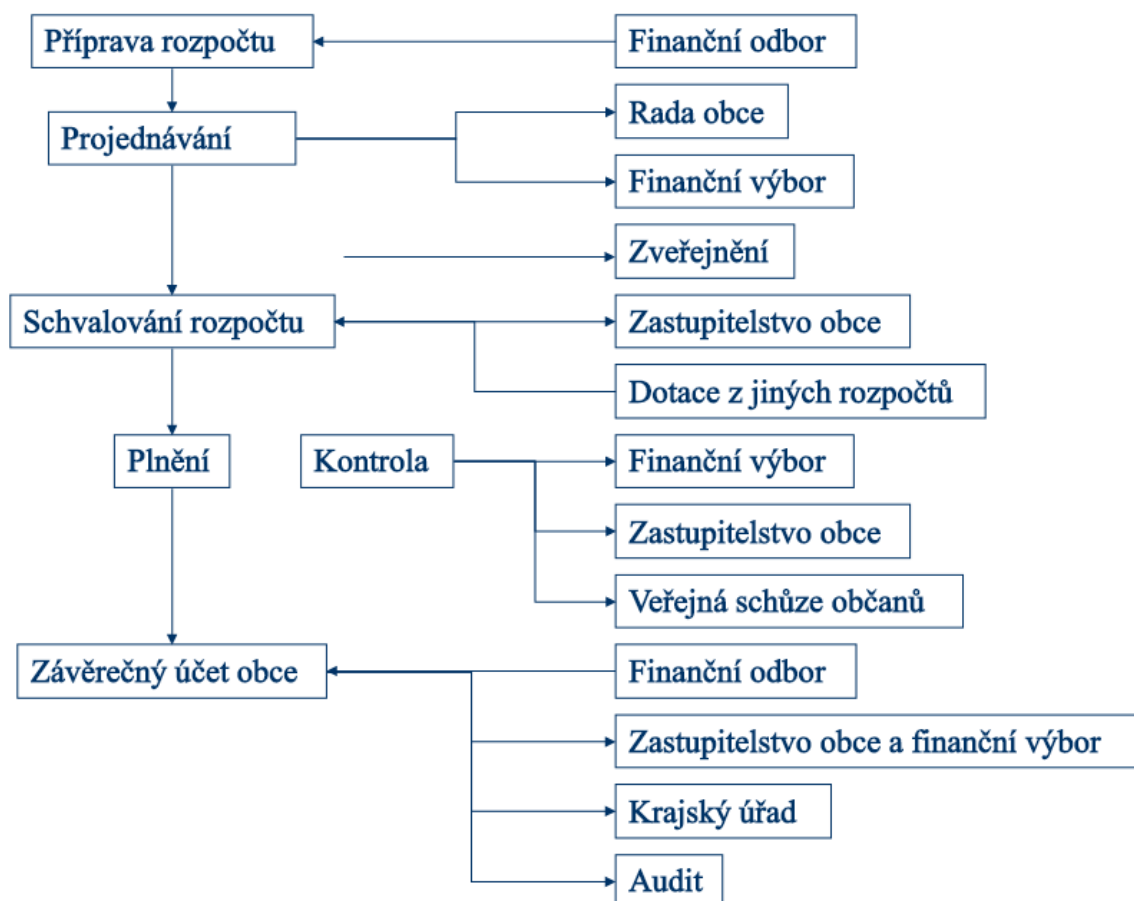 Příprava rozpočtu
Finanční odbor
Projednávání
Rada obce
Finanční výbor
Zveřejnění
Schvalování rozpočtu
Zastupitelstvo obce
Dotace z jiných rozpočtů
Plnění
Kontrola
Finanční výbor
Zastupitelstvo obce
Veřejná schůze občanů
Závěrečný účet obce
Finanční odbor
Zastupitelstvo obce a finanční výbor
Krajský úřad
Audit